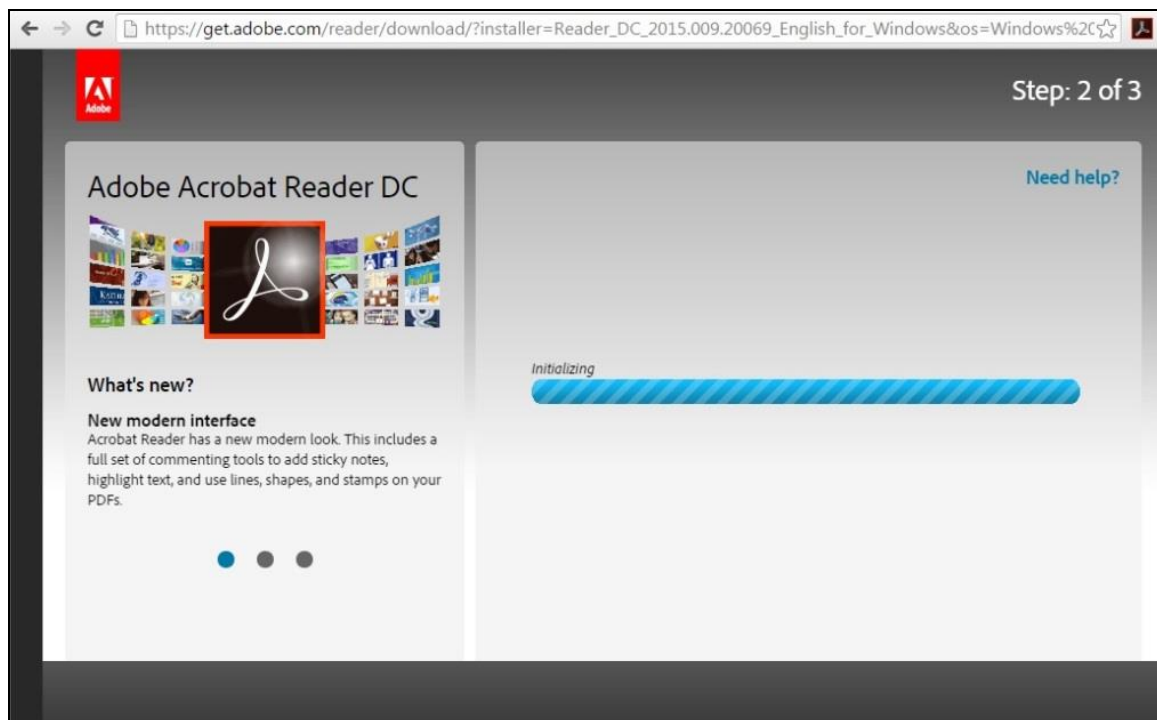 https://get.adobe.com/reader/download/?installer=Reader_DC_2015.009.20069_English_for_Windows&os=Windows%20
Adobe
Step: 2 of 3
Adobe Acrobat Reader DC
Need help?
What's new?
New modern interface
Acrobat Reader has a new modern look. This includes a
full set of commenting tools to add sticky notes,
highlight text, and use lines, shapes, and stamps on your
PDFs.
Initializing